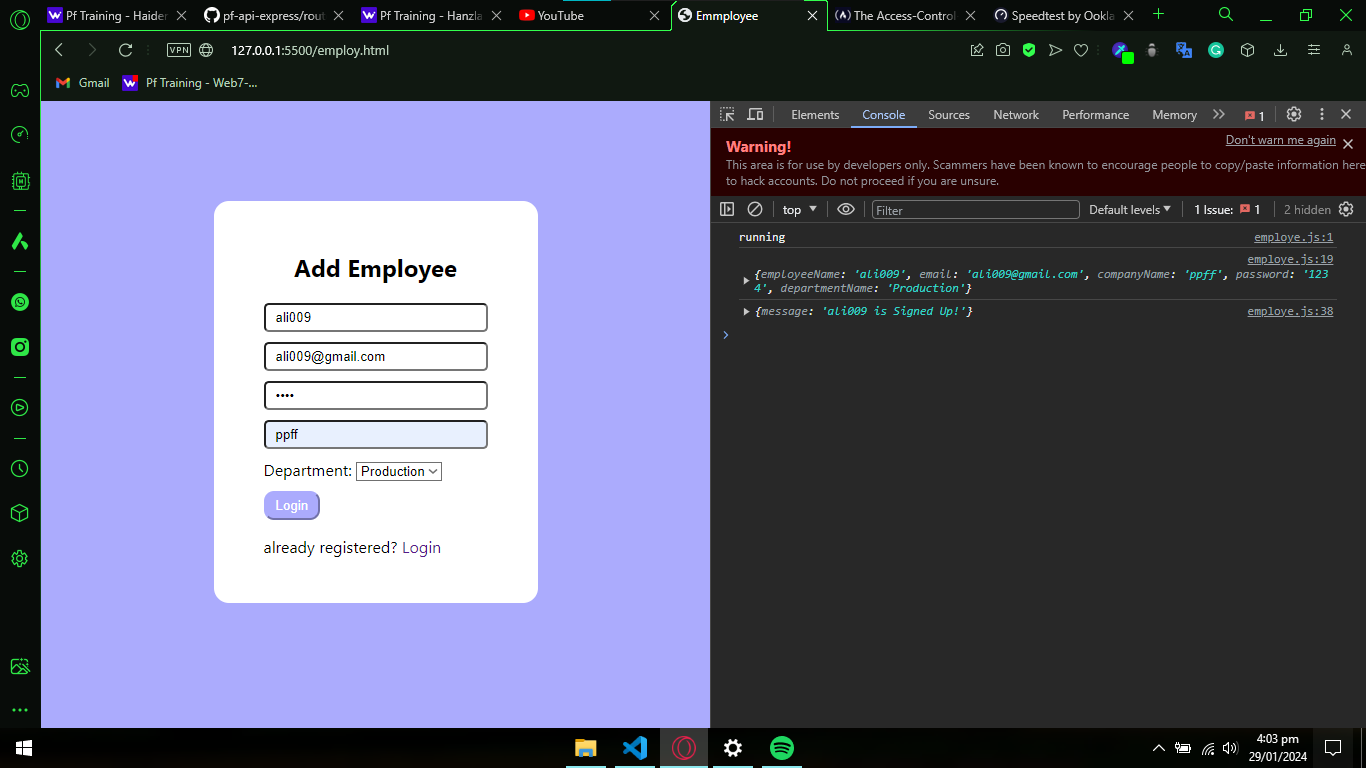 Pf Training - Haider
pf-api-express/rout
Pf Training - Hanzla
YouTube
Emmployee
The Access-Control
Speedtest by Ookla
VPN
127.0.0.1:5500/employ.html
Gmail
Pf Training - Web7-...
Elements
Console
Sources
Network
Performance
Memory
1
Warning!
Don't warn me again
This area is for use by developers only. Scammers have been known to encourage people to copy/paste information here
to hack accounts. Do not proceed if you are unsure.
top
Filter
Default levels
1 Issue: 1
2 hidden
running
employe.js:1
employe.js:19
{employeeName: 'ali009', email: 'ali009@gmail.com', companyName: 'ppff', password: '123
4', departmentName: 'Production'}
{message: 'ali009 is Signed Up!'}
employe.js:38
Add Employee
ali009
ali009@gmail.com
••••
ppff
Department: Production
Login
already registered? Login
4:03 pm
29/01/2024